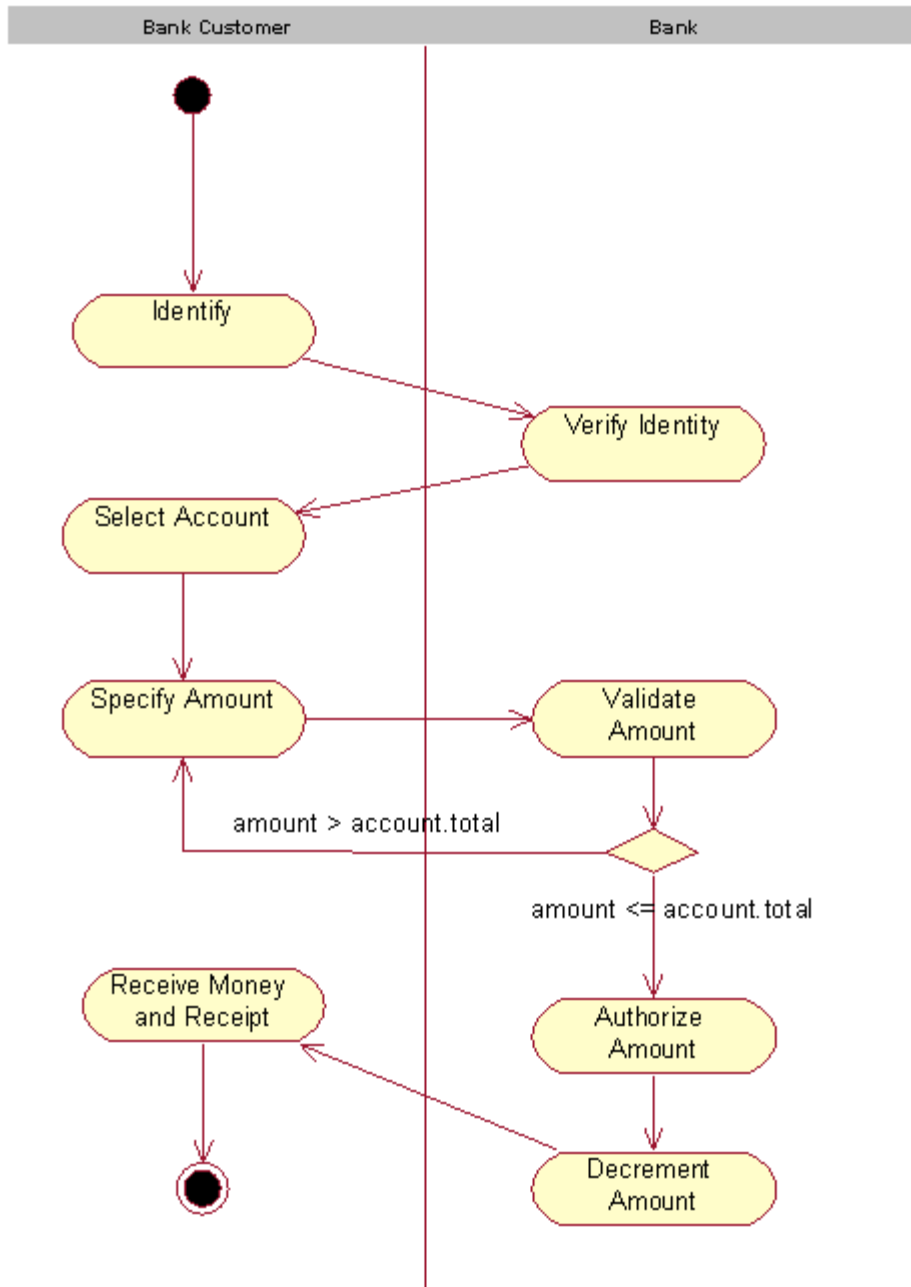 Bank Customer
Bank
Identify
Verify Identity
Select Account
Specify Amount
Validate
Amount
amount > account.total
amount <= account.total
Receive Money
and Receipt
Authorize
Amount
Decrement
Amount